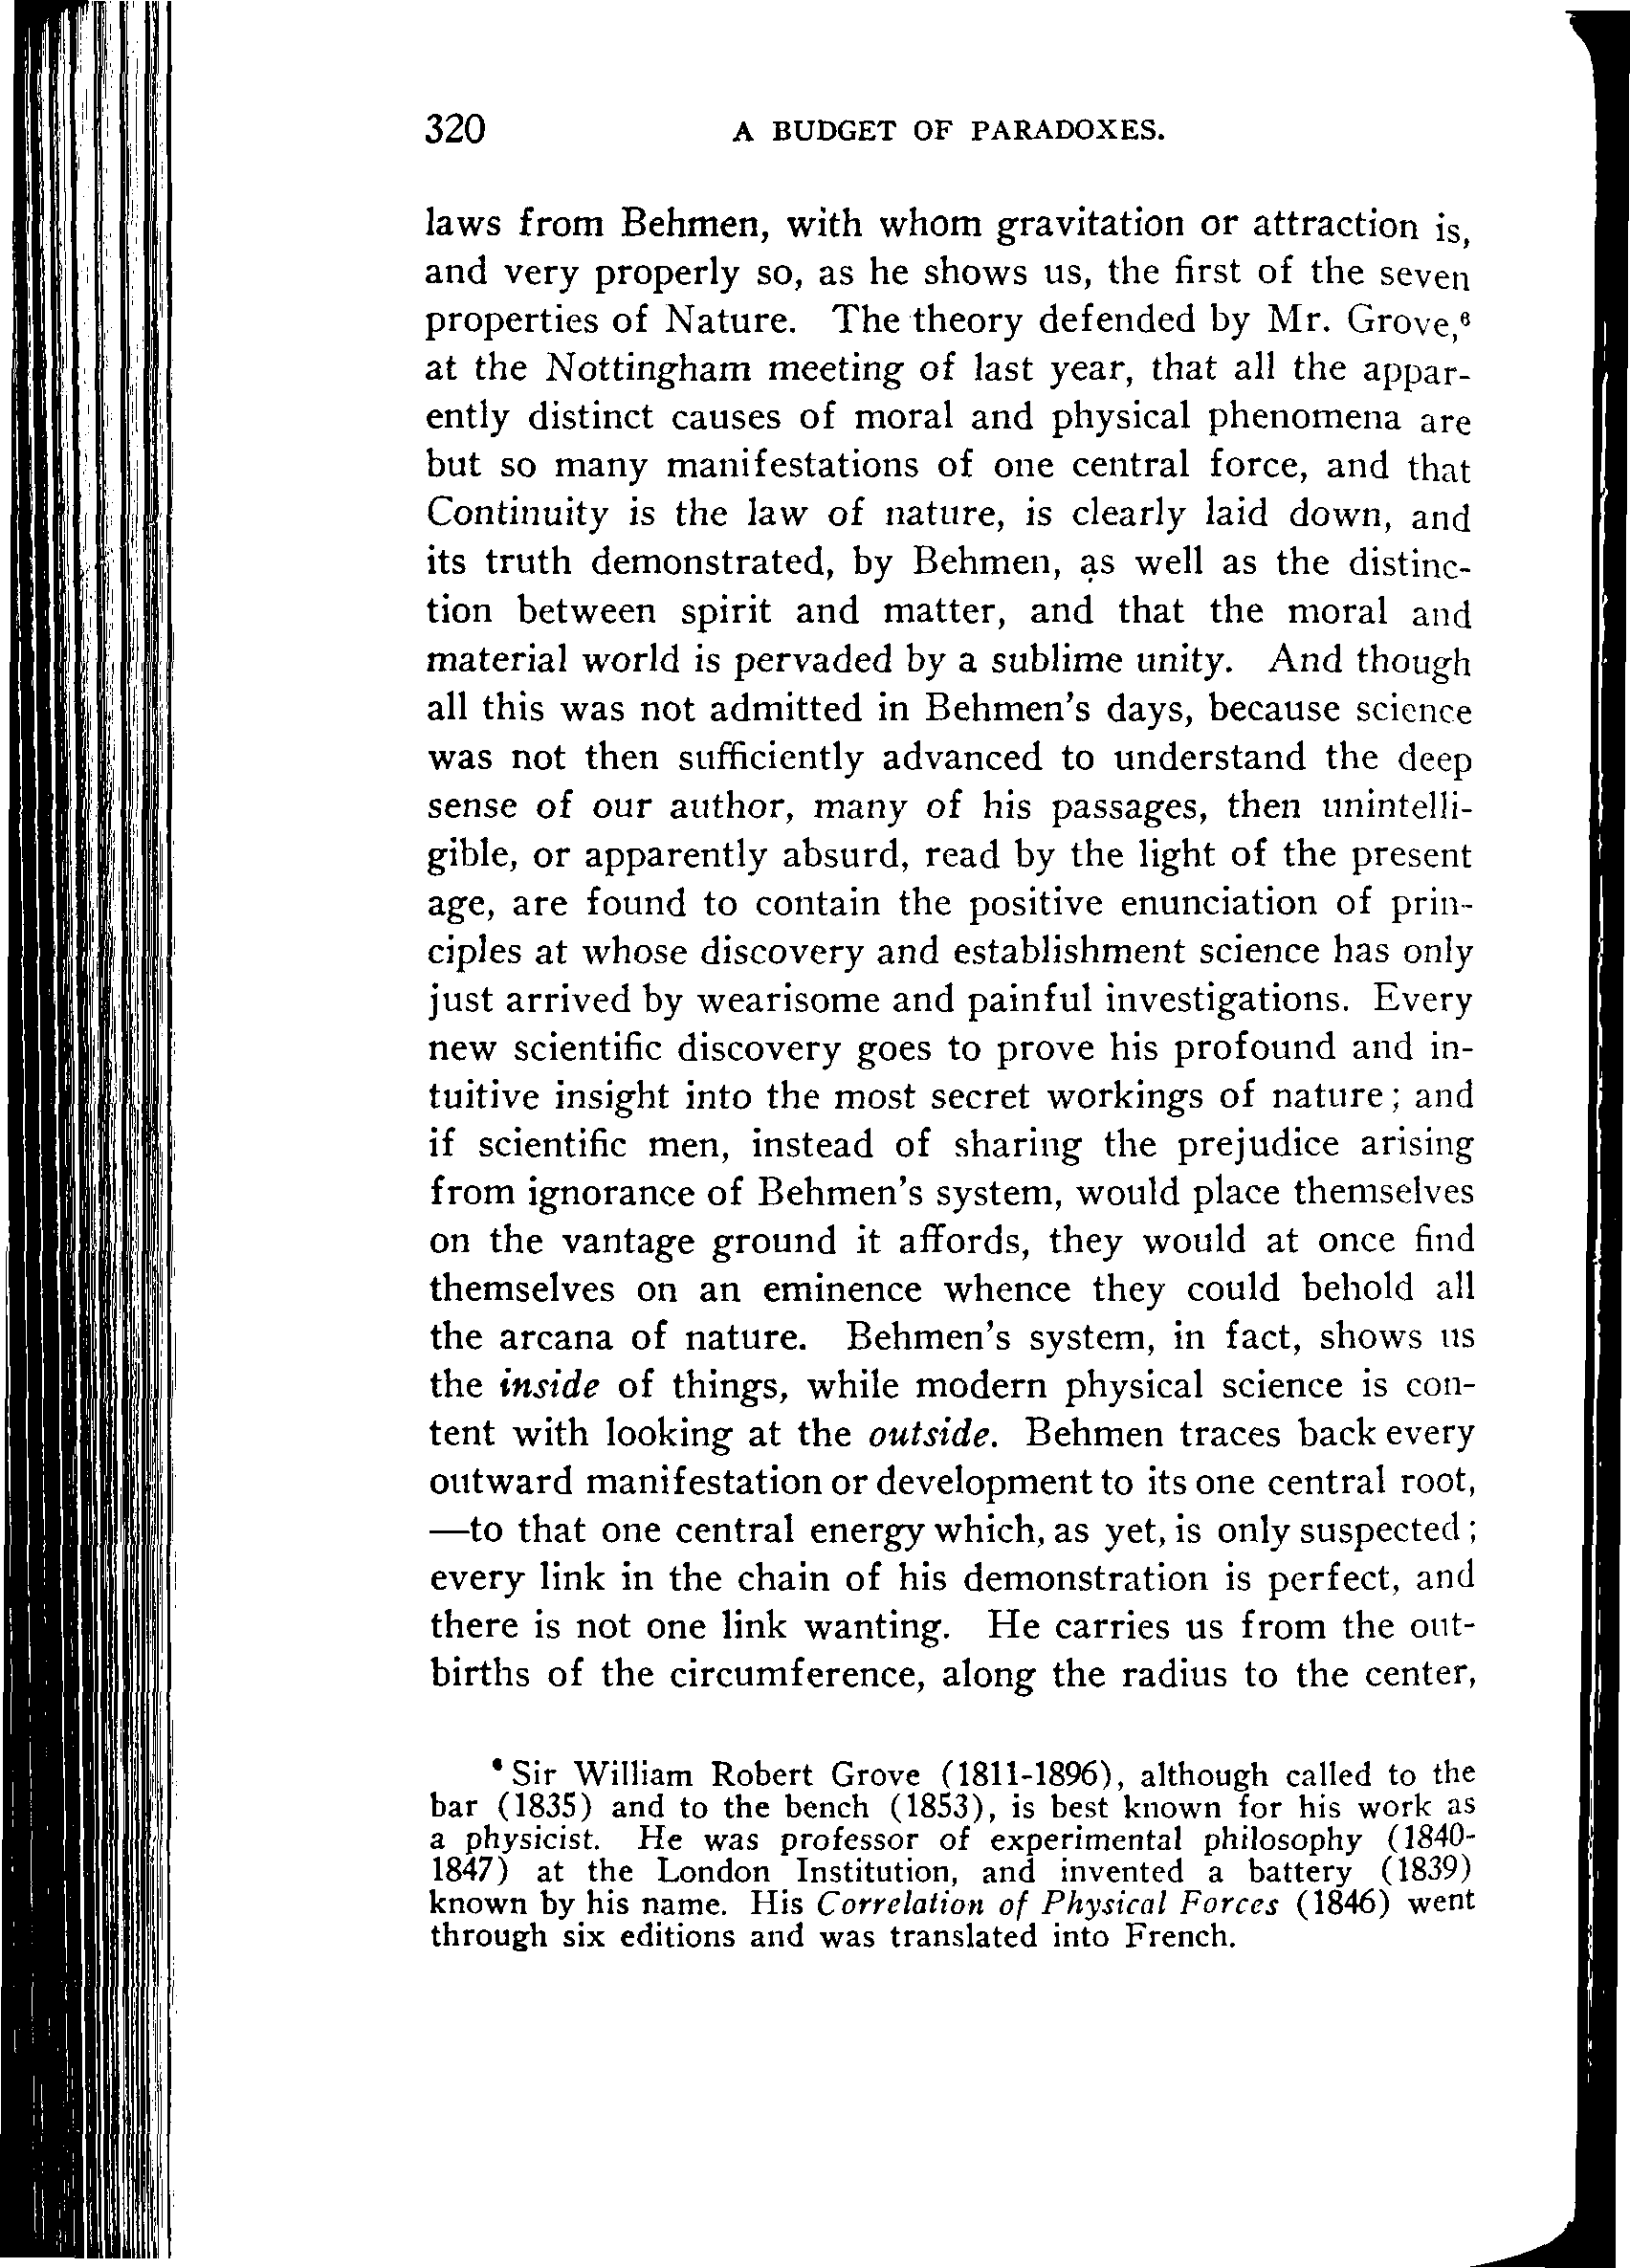 320 A BUDGET OF PARADOXES.
laws from Behmen, with whom gravitation or attraction is,
and very properly so, as he shows us, the first of the seven
properties of Nature. The theory defended by Mr. Grove,⁶
at the Nottingham meeting of last year, that all the appar-
ently distinct causes of moral and physical phenomena are
but so many manifestations of one central force, and that
Continuity is the law of nature, is clearly laid down, and
its truth demonstrated, by Behmen, as well as the distinc-
tion between spirit and matter, and that the moral and
material world is pervaded by a sublime unity. And though
all this was not admitted in Behmen's days, because science
was not then sufficiently advanced to understand the deep
sense of our author, many of his passages, then unintelli-
gible, or apparently absurd, read by the light of the present
age, are found to contain the positive enunciation of prin-
ciples at whose discovery and establishment science has only
just arrived by wearisome and painful investigations. Every
new scientific discovery goes to prove his profound and in-
tuitive insight into the most secret workings of nature; and
if scientific men, instead of sharing the prejudice arising
from ignorance of Behmen's system, would place themselves
on the vantage ground it affords, they would at once find
themselves on an eminence whence they could behold all
the arcana of nature. Behmen's system, in fact, shows us
the inside of things, while modern physical science is con-
tent with looking at the outside. Behmen traces back every
outward manifestation or development to its one central root,
—to that one central energy which, as yet, is only suspected;
every link in the chain of his demonstration is perfect, and
there is not one link wanting. He carries us from the out-
births of the circumference, along the radius to the center,
⁶ Sir William Robert Grove (1811-1896), although called to the
bar (1835) and to the bench (1853), is best known for his work as
a physicist. He was professor of experimental philosophy (1840-
1847) at the London Institution, and invented a battery (1839)
known by his name. His Correlation of Physical Forces (1846) went
through six editions and was translated into French.